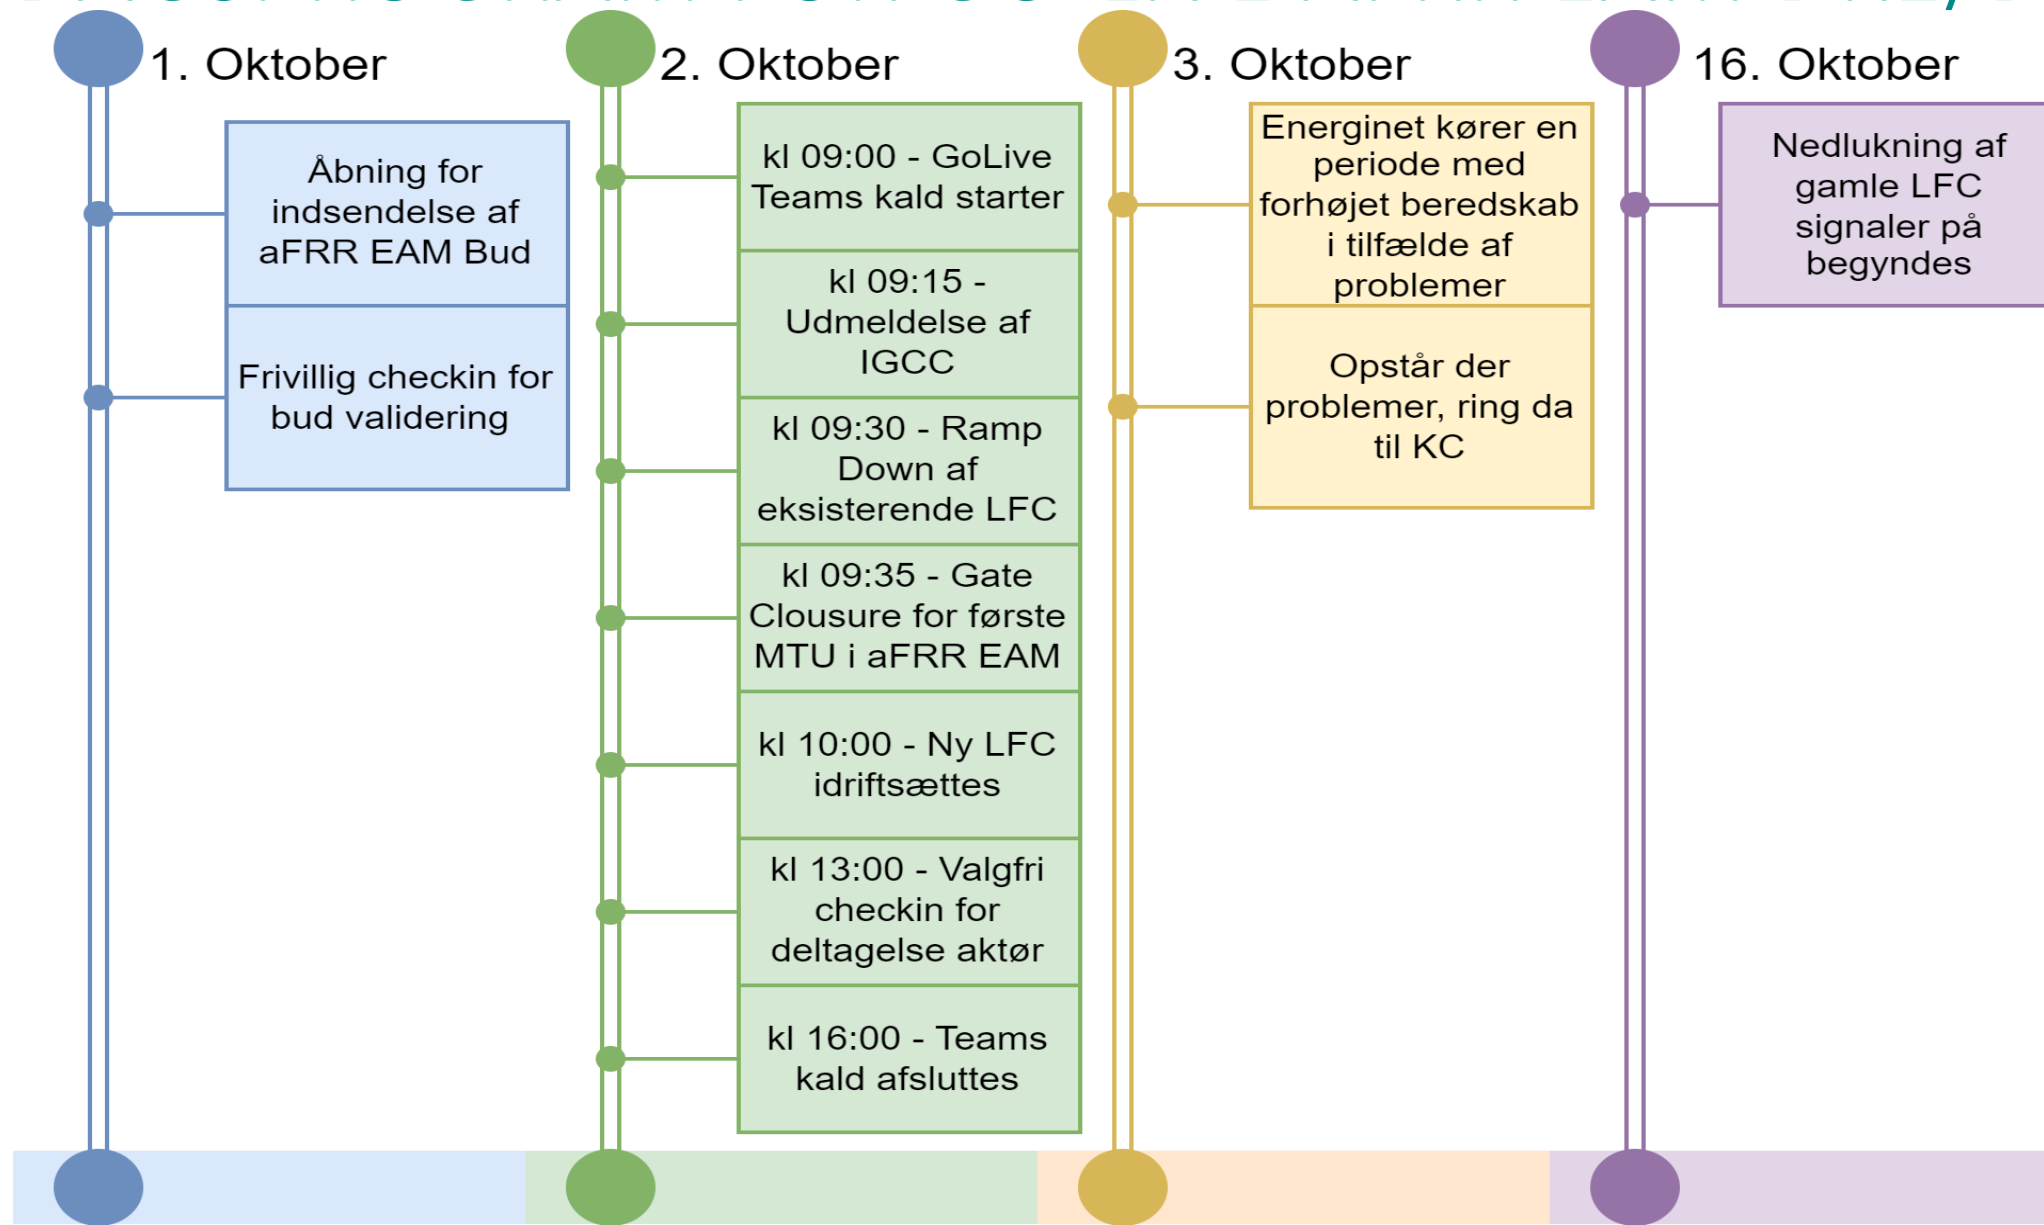 1. Oktober
Åbning for
indsendelse af
aFRR EAM Bud
Frivillig checkin for
bud validering
2. Oktober
kl 09:00 - GoLive
Teams kald starter
kl 09:15 -
Udmeldelse af
IGCC
kl 09:30 - Ramp
Down af
eksisterende LFC
kl 09:35 - Gate
Clousure for første
MTU i aFRR EAM
kl 10:00 - Ny LFC
idriftsættes
kl 13:00 - Valgfri
checkin for
deltagelse aktør
kl 16:00 - Teams
kald afsluttes
3. Oktober
Energinet kører en
periode med
forhøjet beredskab
i tilfælde af
problemer
Opstår der
problemer, ring da
til KC
16. Oktober
Nedlukning af
gamle LFC
signaler på
begyndes